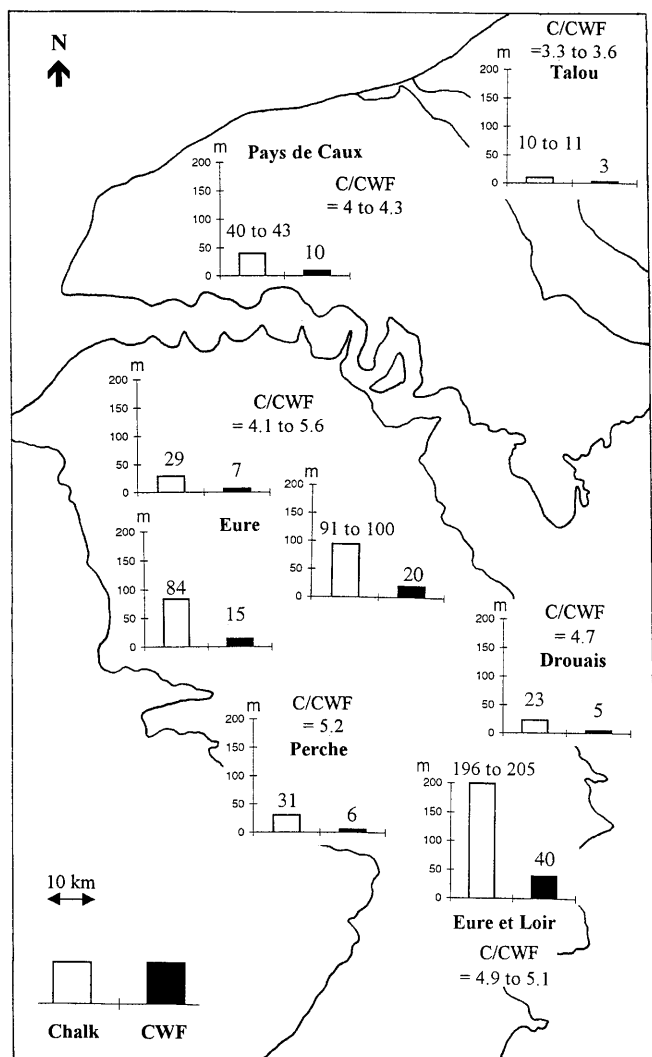 N
C/CWF
=3.3 to 3.6
Talou
m
200
150
100
50
0
10 to 11
3
Pays de Caux
m
200
150
100
50
0
C/CWF
= 4 to 4.3
40 to 43
10
m
200
150
100
50
0
C/CWF
= 4.1 to 5.6
29
7
Eure
m
200
150
100
50
0
91 to 100
20
m
200
150
100
50
0
84
15
C/CWF
= 4.7
Drouais
m
200
150
100
50
0
23
5
C/CWF
= 5.2
Perche
m
200
150
100
50
0
31
6
m
196 to 205
200
150
100
50
0
40
Eure et Loir
C/CWF
= 4.9 to 5.1
10 km
Chalk
CWF